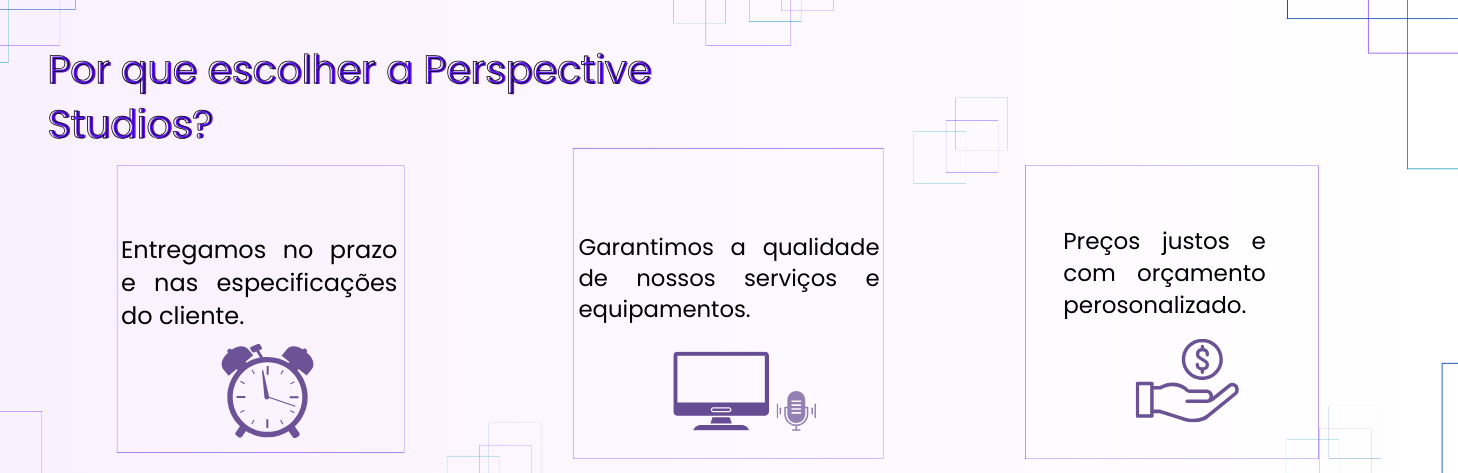 Por que escolher a Perspective
Studios?
Entregamos no prazo
e nas especificações
do cliente.
Garantimos a qualidade
de nossos serviços e
equipamentos.
Preços justos e
com orçamento
perosonalizado.
$